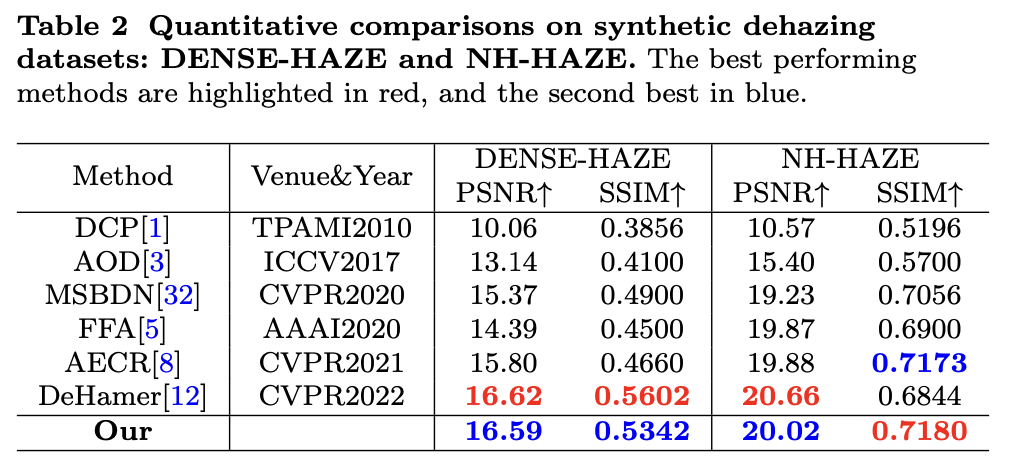 Table 2 Quantitative comparisons on synthetic dehazing
datasets: DENSE-HAZE and NH-HAZE. The best performing
methods are highlighted in red, and the second best in blue.
Method Venue&Year DENSE-HAZE NH-HAZE
PSNR↑ SSIM↑ PSNR↑ SSIM↑
DCP[1] TPAMI2010 10.06 0.3856 10.57 0.5196
AOD[3] ICCV2017 13.14 0.4100 15.40 0.5700
MSBDN[32] CVPR2020 15.37 0.4900 19.23 0.7056
FFA[5] AAAI2020 14.39 0.4500 19.87 0.6900
AECR[8] CVPR2021 15.80 0.4660 19.88 0.7173
DeHamer[12] CVPR2022 16.62 0.5602 20.66 0.6844
Our 16.59 0.5342 20.02 0.7180